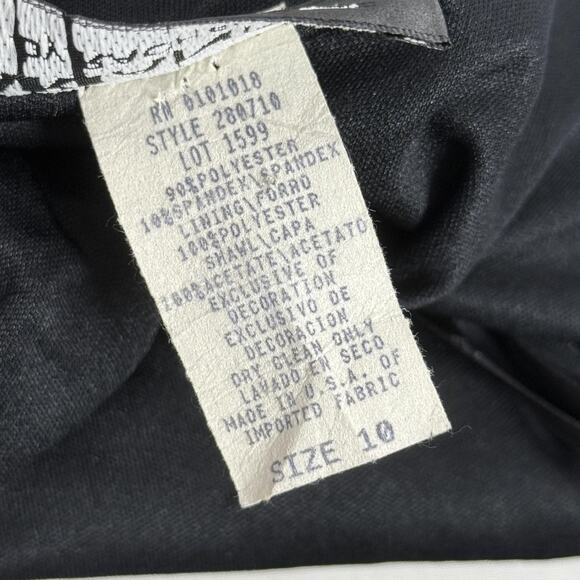 RN 0101018
STYLE 280710
LOT 1599
90%POLYESTER
10%SPANDEX\SPANDEX
LINING\FORRO
100%POLYESTER
SHAWL\CAPA
100%ACETATE\ACETATO
EXCLUSIVE OF
DECORATION
EXCLUSIVO DE
DECORACION
DRY CLEAN ONLY
LAVADO EN SECO
MADE IN U.S.A. OF
IMPORTED FABRIC
SIZE 10